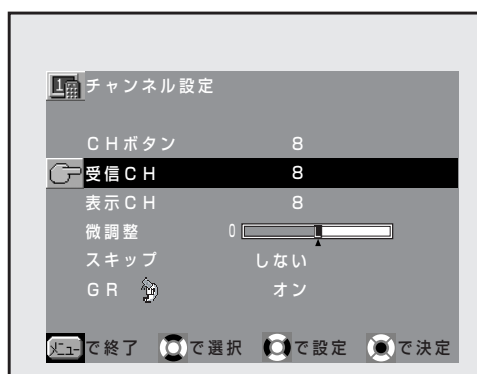 チャンネル設定
CHボタン 8
受信CH 8
表示CH 8
微調整 0
スキップ しない
GR オン
メニューで終了 で選択 で設定 で決定